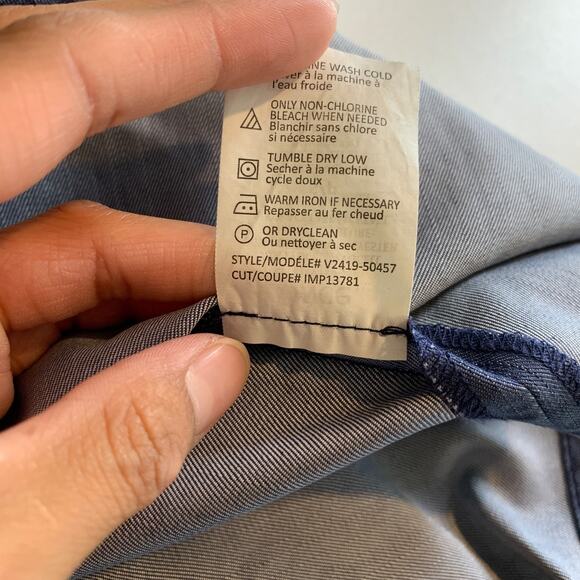 WASH COLD
à la machine à
l'eau froide
ONLY NON-CHLORINE
BLEACH WHEN NEEDED
Blanchir sans chlore
si nécessaire
TUMBLE DRY LOW
Secher à la machine
cycle doux
WARM IRON IF NECESSARY
Repasser au fer cheud
P
OR DRYCLEAN
Ou nettoyer à sec
STYLE/MODÉLE# V2419-50457
CUT/COUPE# IMP13781